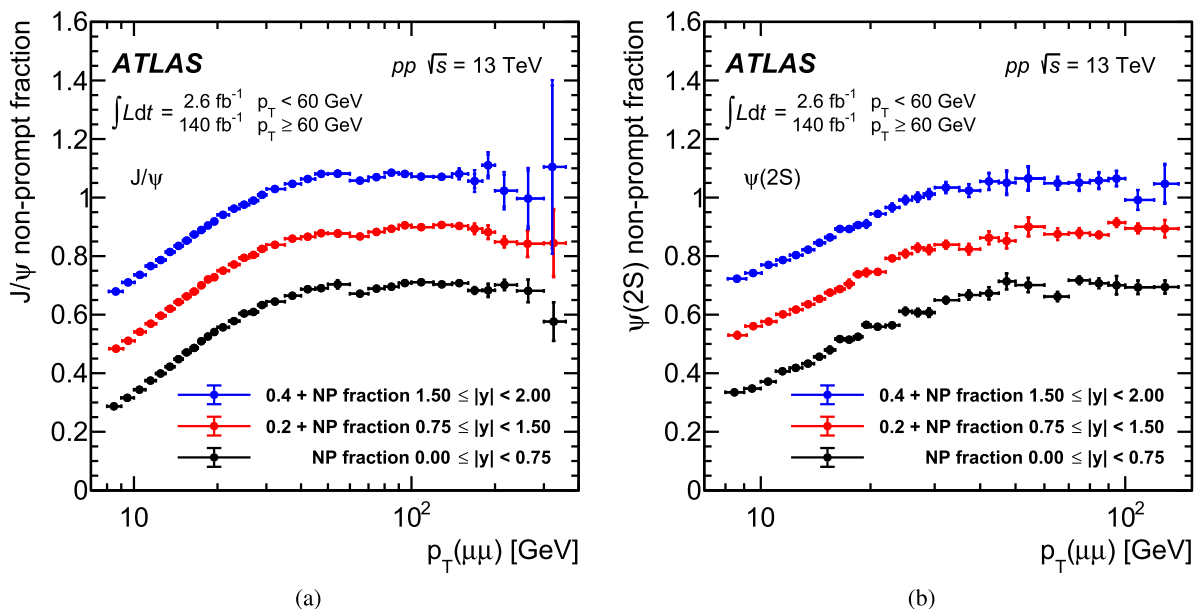 J/ψ non-prompt fraction
1.6
1.4
1.2
1
0.8
0.6
0.4
0.2
0
ATLAS
pp √s = 13 TeV
∫Ldt = 2.6 fb-1 pT < 60 GeV
140 fb-1 pT ≥ 60 GeV
J/ψ
0.4 + NP fraction 1.50 ≤ |y| < 2.00
0.2 + NP fraction 0.75 ≤ |y| < 1.50
NP fraction 0.00 ≤ |y| < 0.75
10
10²
pT(μμ) [GeV]
(a)
ψ(2S) non-prompt fraction
1.6
1.4
1.2
1
0.8
0.6
0.4
0.2
0
ATLAS
pp √s = 13 TeV
∫Ldt = 2.6 fb-1 pT < 60 GeV
140 fb-1 pT ≥ 60 GeV
ψ(2S)
0.4 + NP fraction 1.50 ≤ |y| < 2.00
0.2 + NP fraction 0.75 ≤ |y| < 1.50
NP fraction 0.00 ≤ |y| < 0.75
10
10²
pT(μμ) [GeV]
(b)